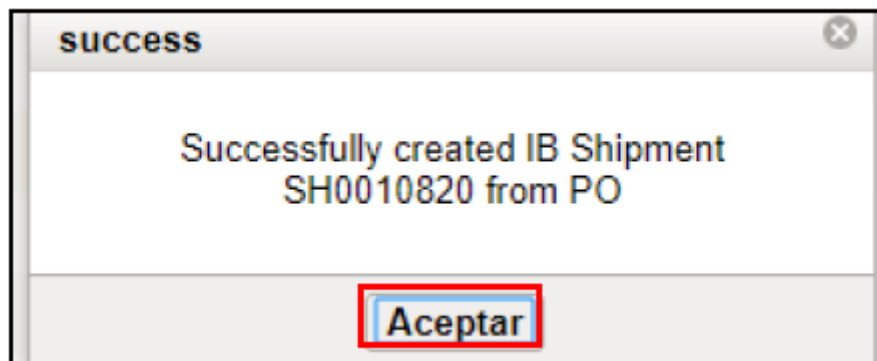 success
Successfully created IB Shipment
SH0010820 from PO
Aceptar